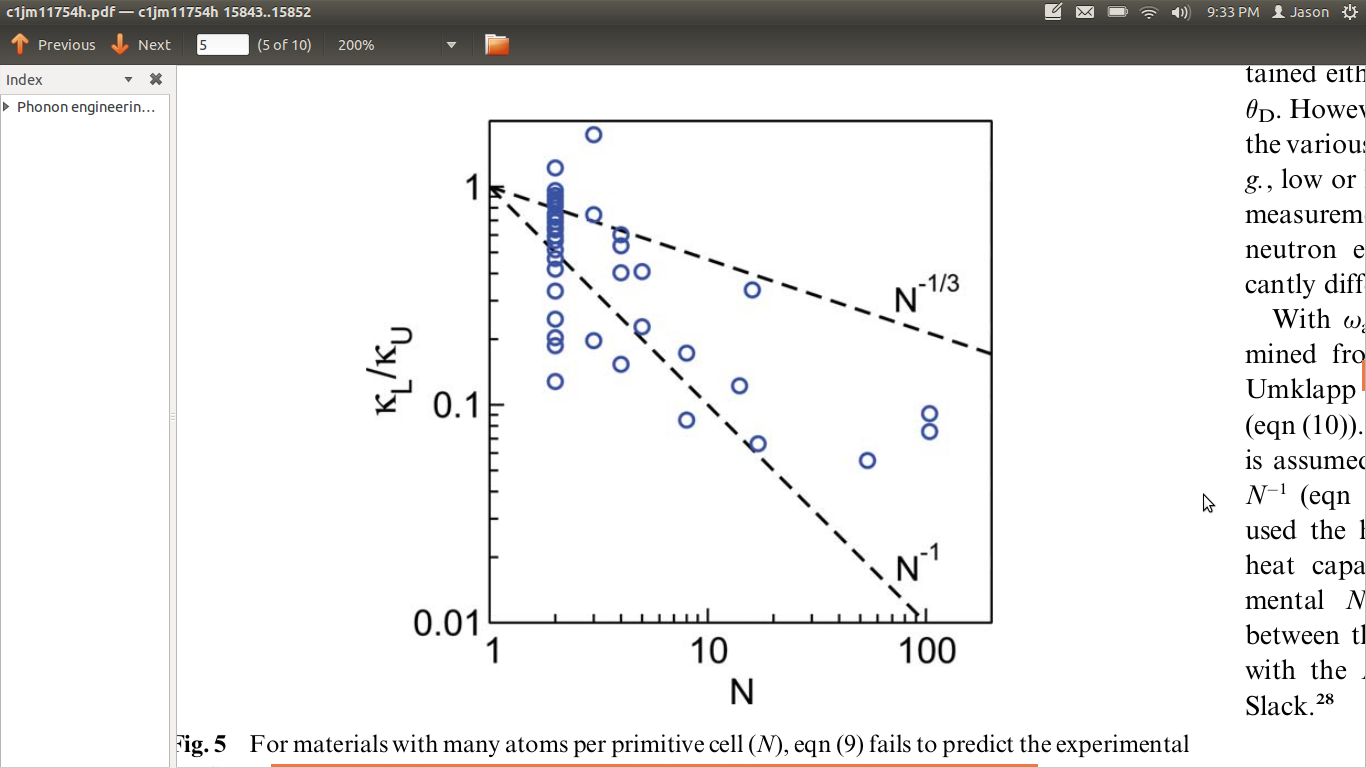 c1jm11754h.pdf — c1jm11754h 15843..15852
9:33 PM Jason
Previous Next 5 (5 of 10) 200%
Index
Phonon engineerin...
1
0.1
0.01
κL/κU
N-1/3
N-1
1 10 100
N
Fig. 5 For materials with many atoms per primitive cell (N), eqn (9) fails to predict the experimental
tained eith
θD. Howev
the various
g., low or
measurem
neutron e
cantly diff
With ω
mined fro
Umklapp
(eqn (10)).
is assumed
N−1 (eqn
used the h
heat capa
mental N
between th
with the
Slack.28